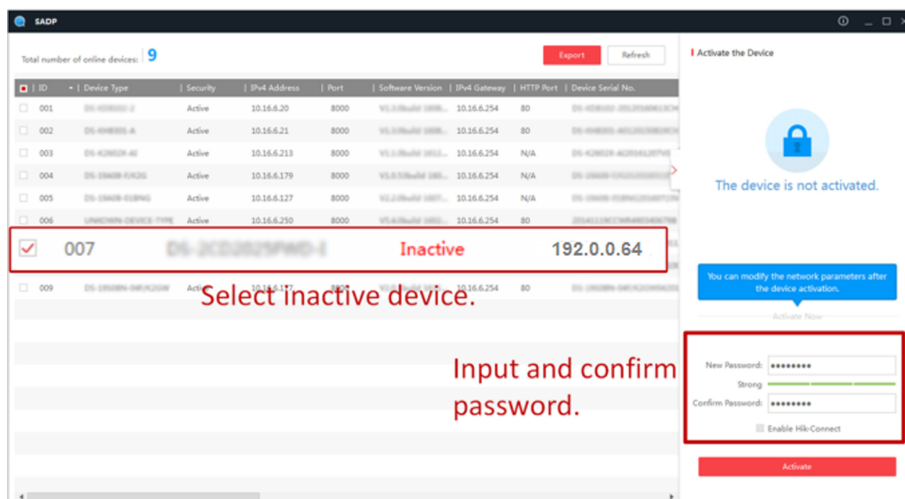 SADP
Total number of online devices: 9
Export
Refresh
ID | Device Type | Security | IPv4 Address | Port | Software Version | IPv4 Gateway | HTTP Port | Device Serial No.
001 Active 10.16.6.20 8000 10.16.6.254 80
002 Active 10.16.6.21 8000 10.16.6.254 80
003 Active 10.16.6.213 8000 10.16.6.254 N/A
004 Active 10.16.6.179 8000 10.16.6.254 N/A
005 Active 10.16.6.127 8000 10.16.6.254 N/A
006 Active 10.16.6.250 8000 10.16.6.254 80
007 Inactive 192.0.0.64
009 8000 10.16.6.254 80
Select inactive device.
Input and confirm
password.
Activate the Device
The device is not activated.
You can modify the network parameters after
the device activation.
Activate Now
New Password: ••••••••
Strong
Confirm Password: ••••••••
Enable Hik-Connect
Activate